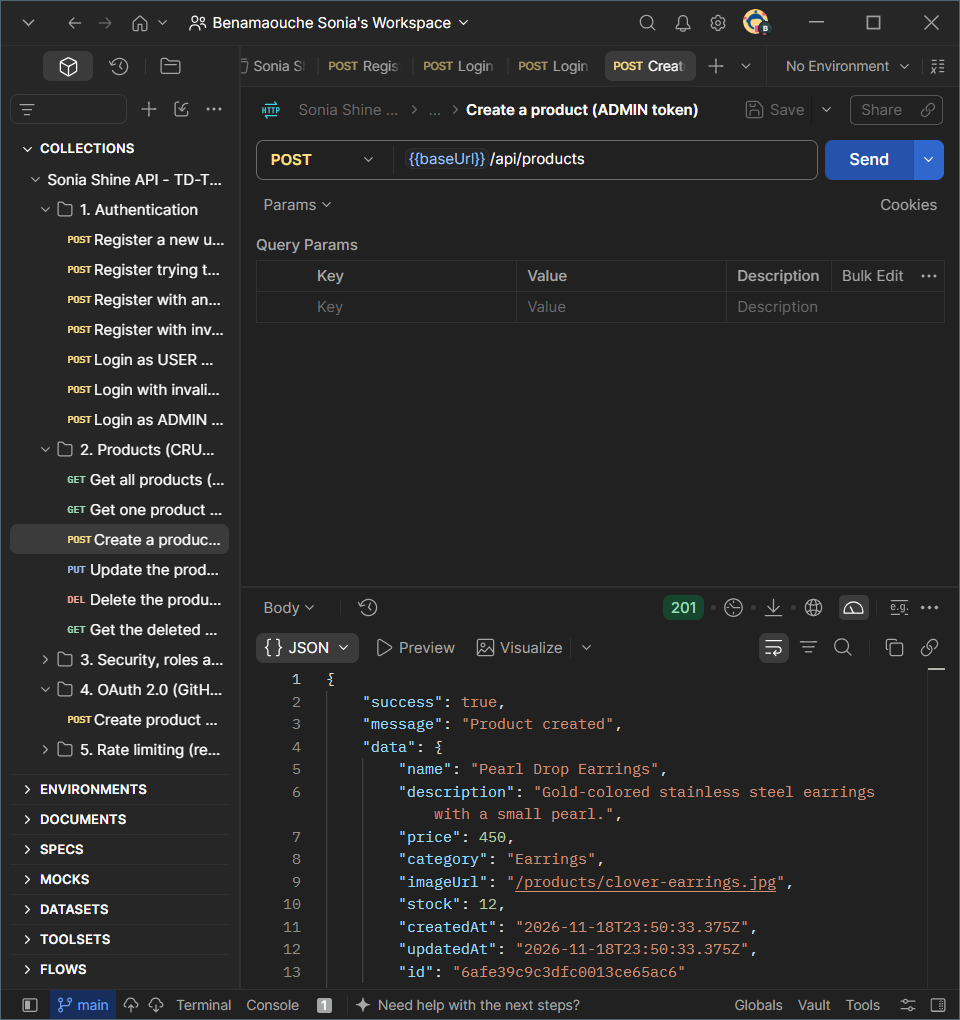 Benamaouche Sonia's Workspace
B
Sonia S
POST Regis
POST Login
POST Login
POST Creat
No Environment
HTTP Sonia Shine ... > ... > Create a product (ADMIN token)
Save
Share
COLLECTIONS
Sonia Shine API - TD-T...
1. Authentication
POST Register a new u...
POST Register trying t...
POST Register with an...
POST Register with inv...
POST Login as USER ...
POST Login with invali...
POST Login as ADMIN ...
2. Products (CRU...
GET Get all products (...
GET Get one product ...
POST Create a produc...
PUT Update the prod...
DEL Delete the produ...
GET Get the deleted ...
3. Security, roles a...
4. OAuth 2.0 (GitH...
POST Create product ...
5. Rate limiting (re...
ENVIRONMENTS
DOCUMENTS
SPECS
MOCKS
DATASETS
TOOLSETS
FLOWS
POST {{baseUrl}} /api/products
Send
Params
Cookies
Query Params
Key Value Description Bulk Edit ...
Key Value Description
Body
201
e.g.
{} JSON
Preview
Visualize
1 {
2 "success": true,
3 "message": "Product created",
4 "data": {
5 "name": "Pearl Drop Earrings",
6 "description": "Gold-colored stainless steel earrings
with a small pearl.",
7 "price": 450,
8 "category": "Earrings",
9 "imageUrl": "/products/clover-earrings.jpg",
10 "stock": 12,
11 "createdAt": "2026-11-18T23:50:33.375Z",
12 "updatedAt": "2026-11-18T23:50:33.375Z",
13 "id": "6afe39c9c3dfc0013ce65ac6"
main
Terminal
Console
1
Need help with the next steps?
Globals
Vault
Tools